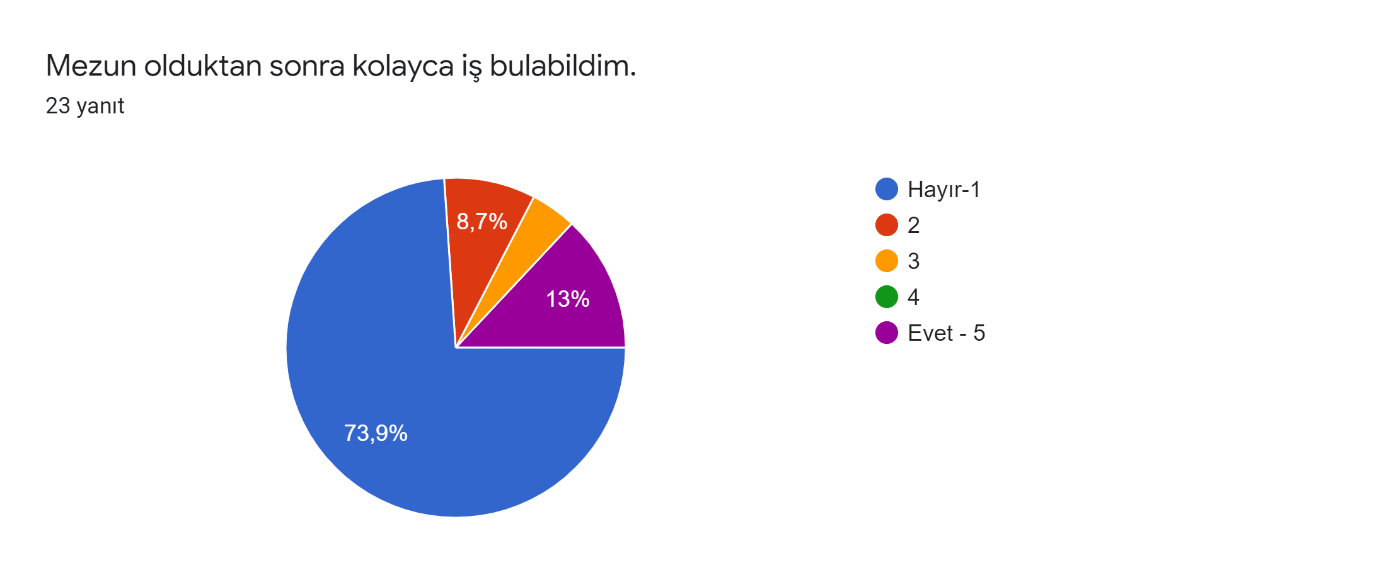 Mezun olduktan sonra kolayca iş bulabildim.
23 yanıt
8,7%
13%
73,9%
Hayır-1
2
3
4
Evet - 5